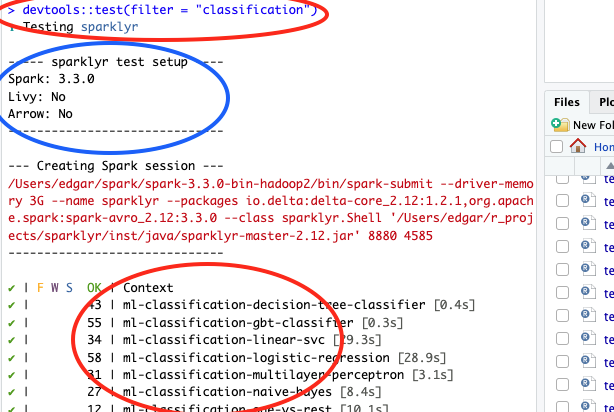 > devtools::test(filter = "classification")
Testing sparklyr
----- sparklyr test setup ----
Spark: 3.3.0
Livy: No
Arrow: No
------------------------------
--- Creating Spark session ---
/Users/edgar/spark/spark-3.3.0-bin-hadoop2/bin/spark-submit --driver-memo
ry 3G --name sparklyr --packages io.delta:delta-core_2.12:1.2.1,org.apach
e.spark:spark-avro_2.12:3.3.0 --class sparklyr.Shell '/Users/edgar/r_proj
ects/sparklyr/inst/java/sparklyr-master-2.12.jar' 8880 4585
------------------------------
✔ | F W S OK | Context
✔ | 43 | ml-classification-decision-tree-classifier [0.4s]
✔ | 55 | ml-classification-gbt-classifier [0.3s]
✔ | 34 | ml-classification-linear-svc [29.3s]
✔ | 58 | ml-classification-logistic-regression [28.9s]
✔ | 31 | ml-classification-multilayer-perceptron [3.1s]
✔ | 27 | ml-classification-naive-bayes [8.4s]
✔ | 12 | ml-classification-one-vs-rest [10.1s]
Files Plo
New Fol
Hom
te
te
te
te
te
te
te
te
te
te
te